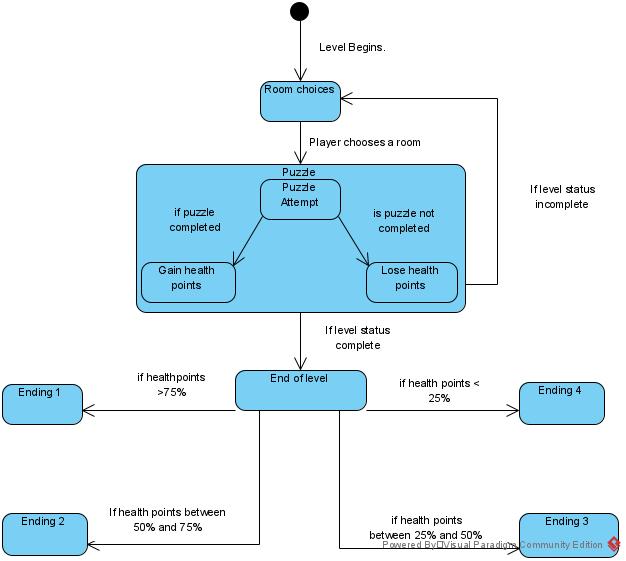 Level Begins.
Room choices
Player chooses a room
Puzzle
Puzzle
Attempt
if puzzle
completed
is puzzle not
completed
If level status
incomplete
Gain health
points
Lose health
points
If level status
complete
End of level
if healthpoints
>75%
if health points <
25%
Ending 1
Ending 4
If health points between
50% and 75%
if health points
between 25% and 50%
Ending 2
Ending 3
Powered By Visual Paradigm Community Edition